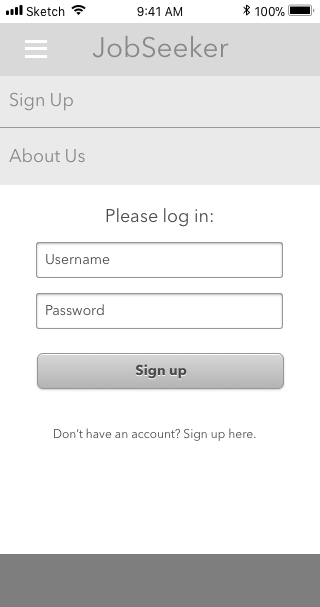 Sketch 9:41 AM 100%
JobSeeker
Sign Up
About Us
Please log in:
Username
Password
Sign up
Don't have an account? Sign up here.